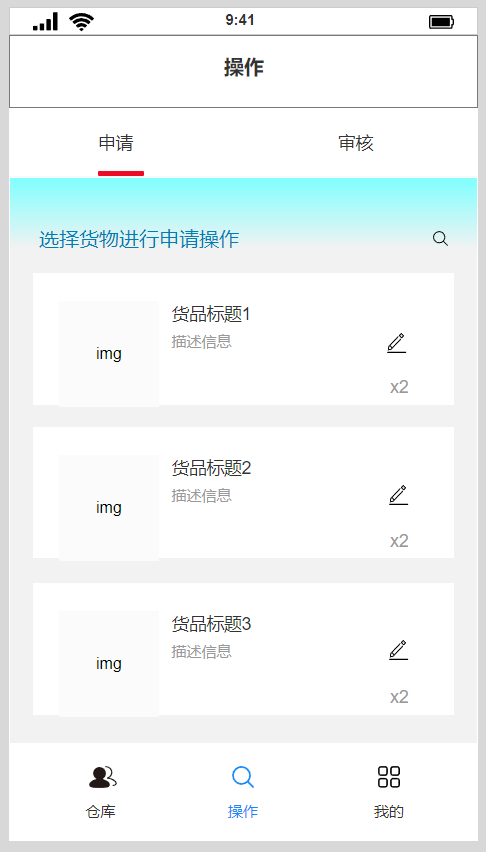 9:41
操作
申请 审核
选择货物进行申请操作
img
货品标题1
描述信息
x2
img
货品标题2
描述信息
x2
img
货品标题3
描述信息
x2
仓库 操作 我的